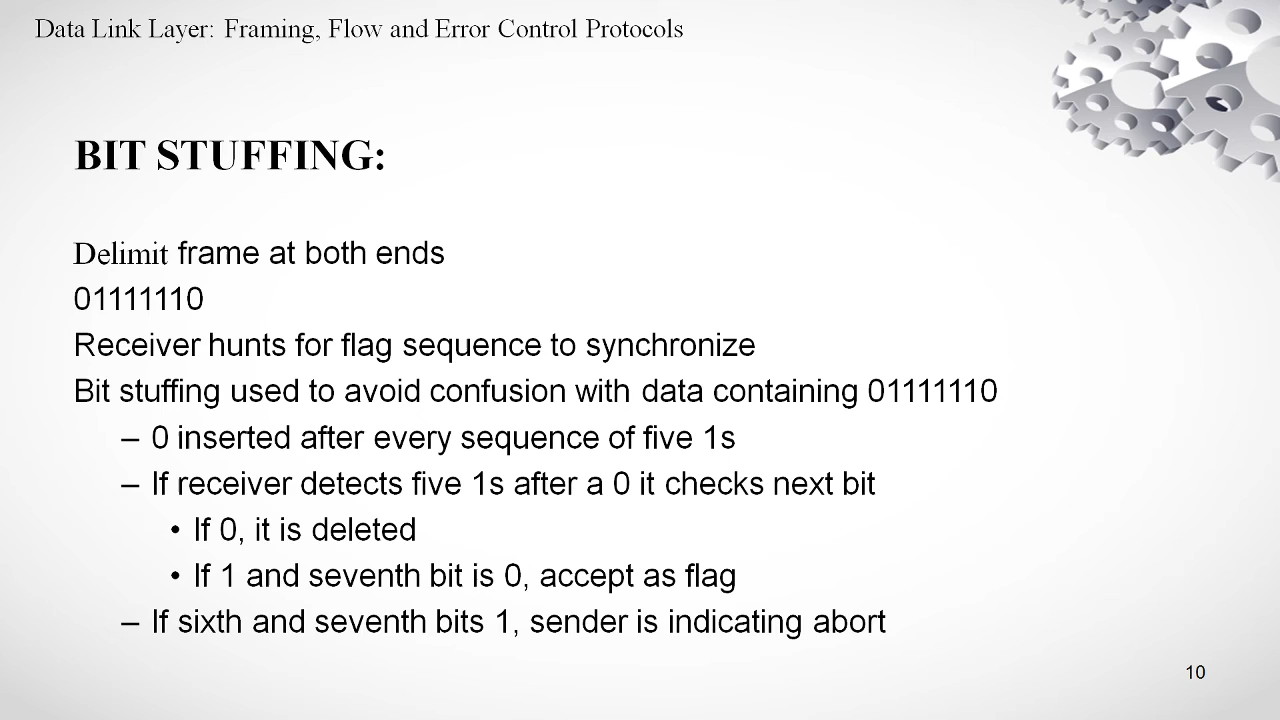 Data Link Layer: Framing, Flow and Error Control Protocols
BIT STUFFING:
Delimit frame at both ends
01111110
Receiver hunts for flag sequence to synchronize
Bit stuffing used to avoid confusion with data containing 01111110
– 0 inserted after every sequence of five 1s
– If receiver detects five 1s after a 0 it checks next bit
• If 0, it is deleted
• If 1 and seventh bit is 0, accept as flag
– If sixth and seventh bits 1, sender is indicating abort
10